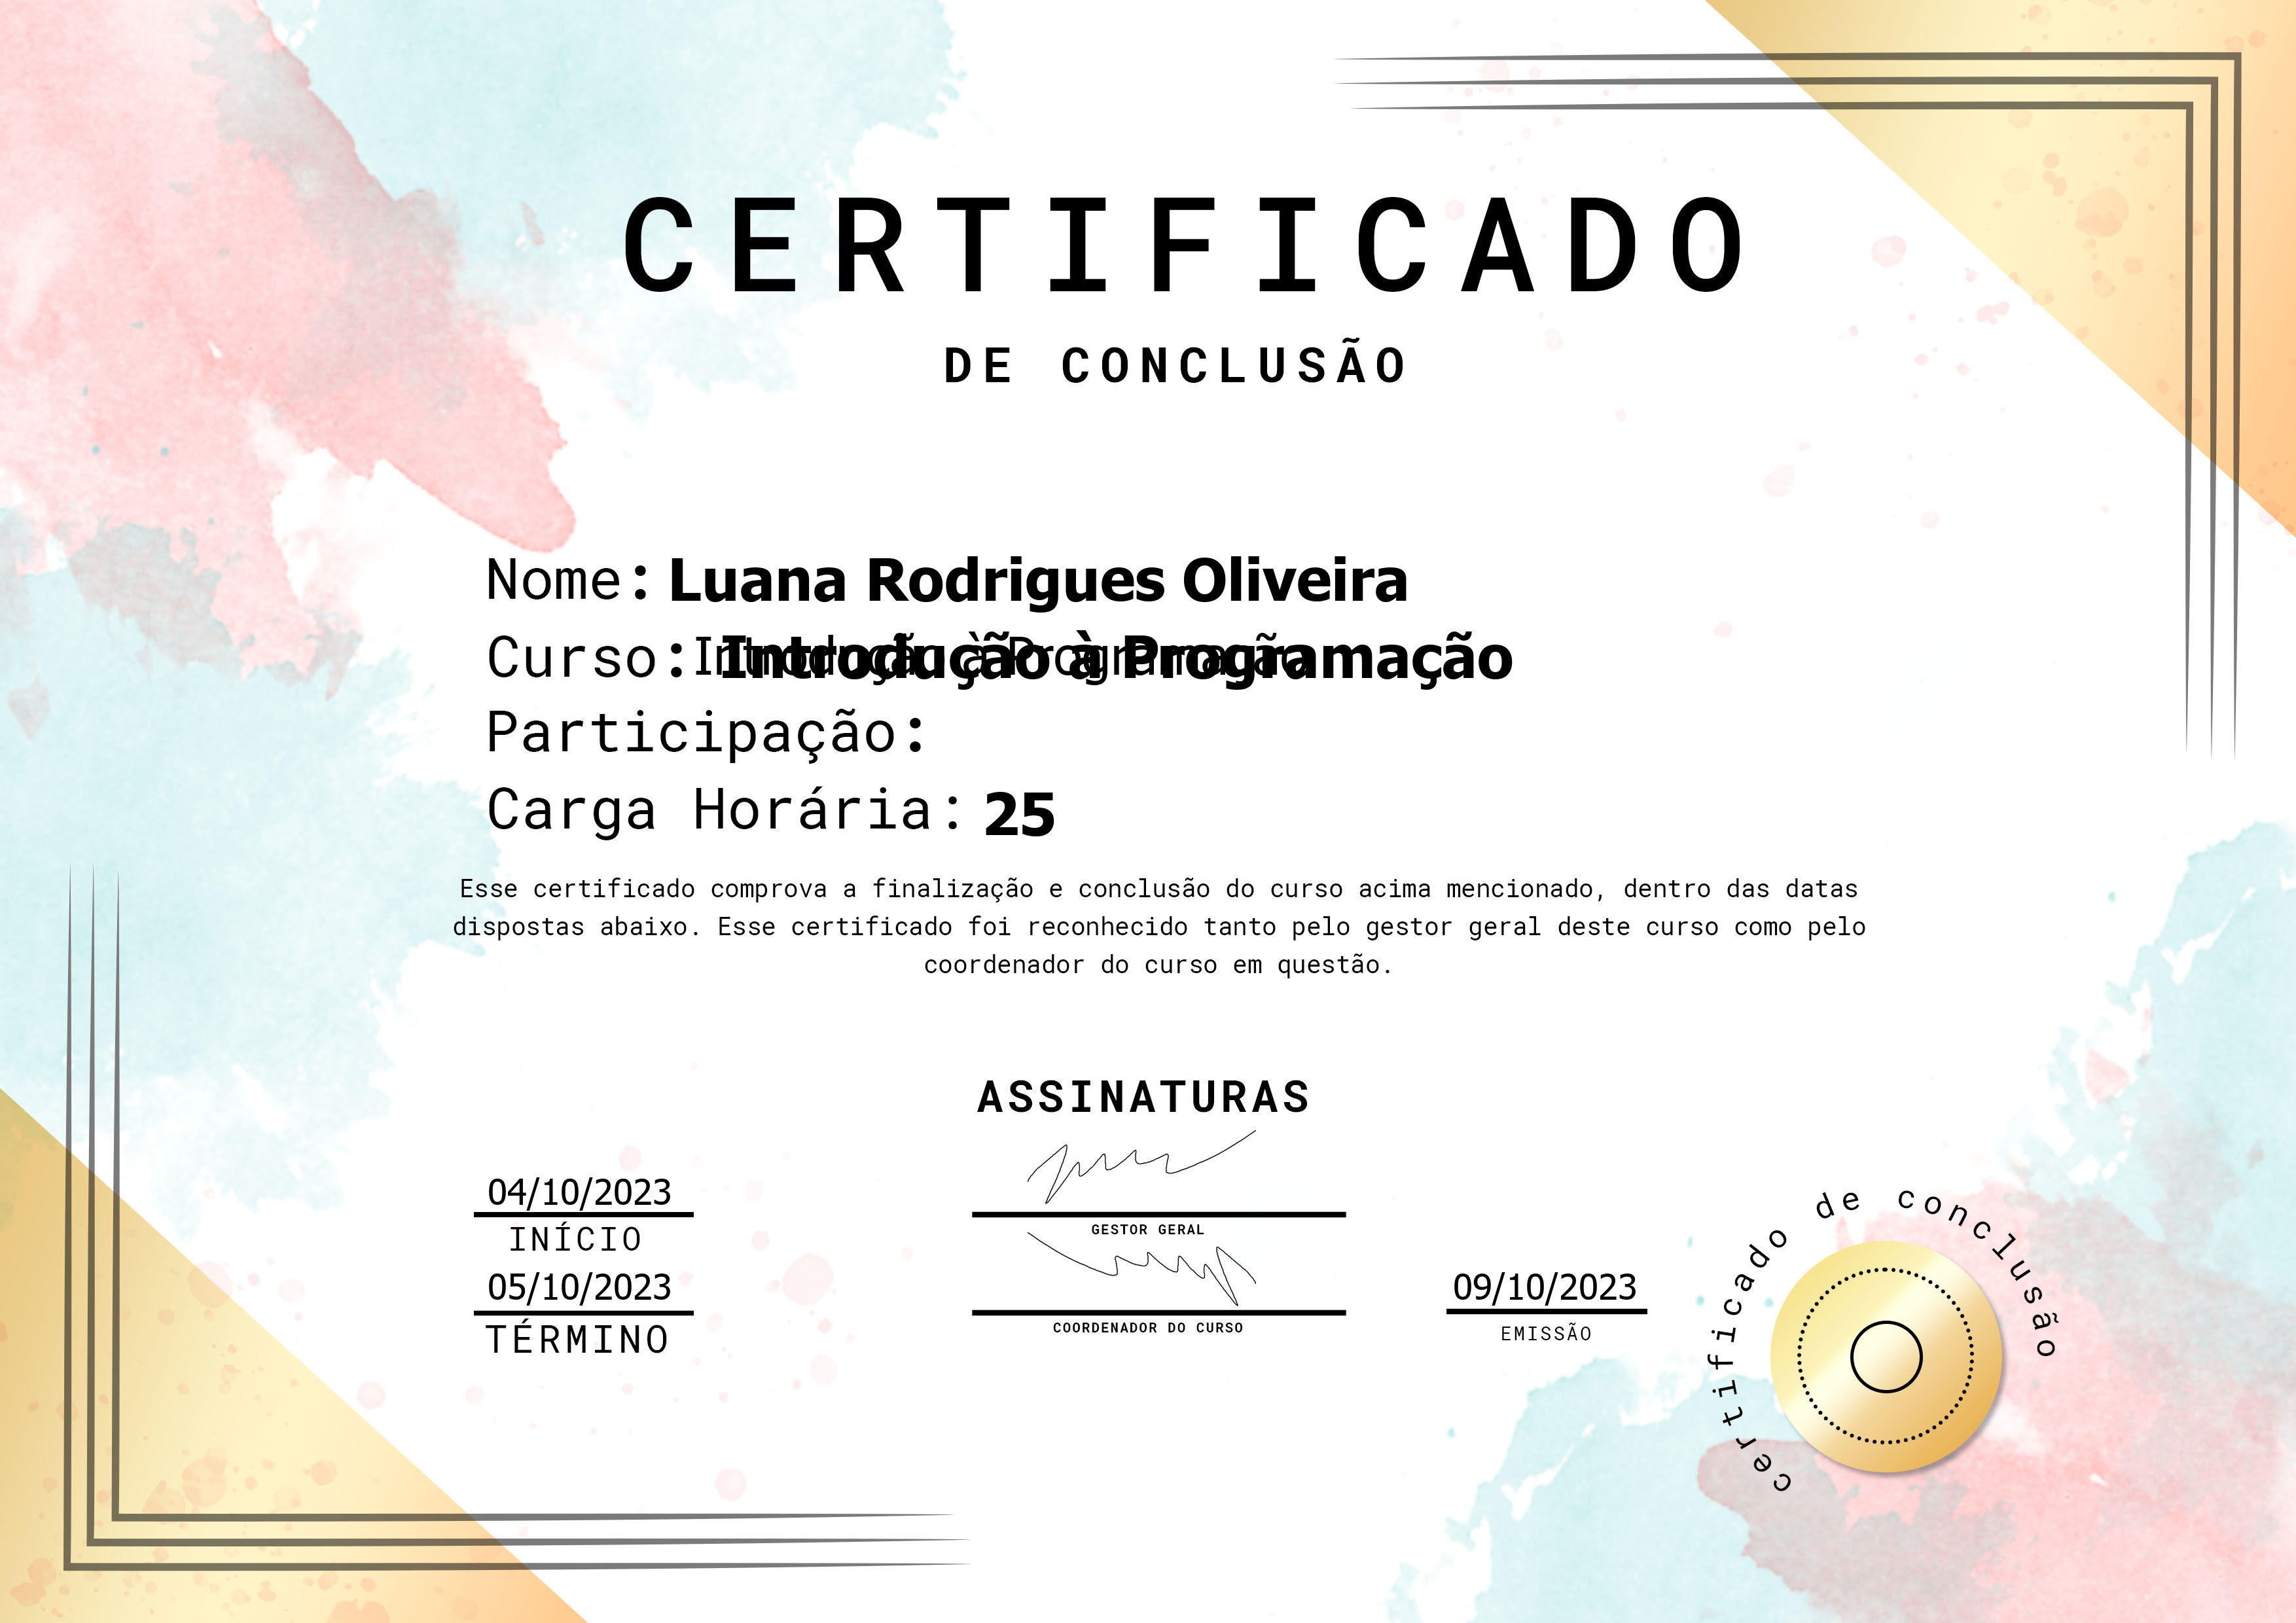 CERTIFICADO
DE CONCLUSÃO
Nome: Luana Rodrigues Oliveira
Curso: Introdução à Programação Introdução à Programação
Participação:
Carga Horária: 25
Esse certificado comprova a finalização e conclusão do curso acima mencionado, dentro das datas
dispostas abaixo. Esse certificado foi reconhecido tanto pelo gestor geral deste curso como pelo
coordenador do curso em questão.
ASSINATURAS
04/10/2023
INÍCIO
GESTOR GERAL
05/10/2023
TÉRMINO
COORDENADOR DO CURSO
09/10/2023
EMISSÃO
certificado de conclusão